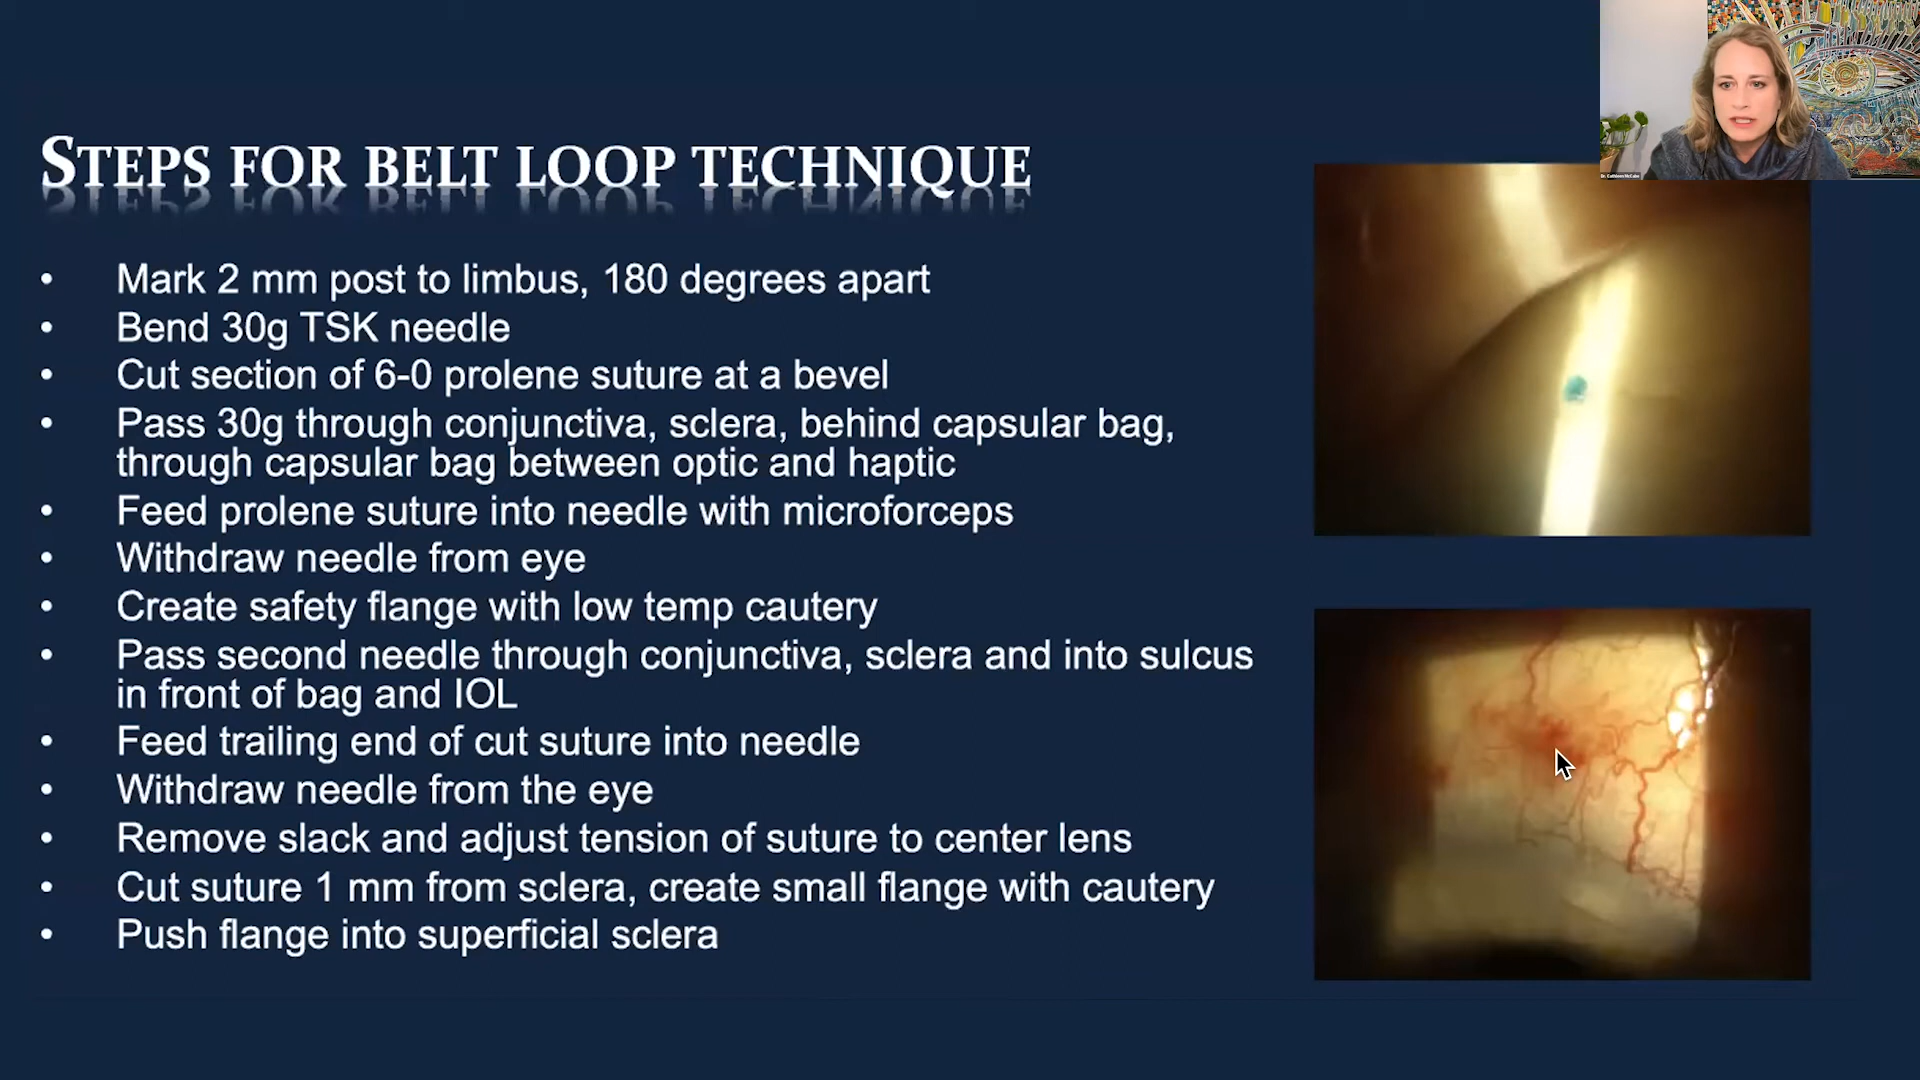 Dr. Cathleen McCabe
STEPS FOR BELT LOOP TECHNIQUE
• Mark 2 mm post to limbus, 180 degrees apart
• Bend 30g TSK needle
• Cut section of 6-0 prolene suture at a bevel
• Pass 30g through conjunctiva, sclera, behind capsular bag,
through capsular bag between optic and haptic
• Feed prolene suture into needle with microforceps
• Withdraw needle from eye
• Create safety flange with low temp cautery
• Pass second needle through conjunctiva, sclera and into sulcus
in front of bag and IOL
• Feed trailing end of cut suture into needle
• Withdraw needle from the eye
• Remove slack and adjust tension of suture to center lens
• Cut suture 1 mm from sclera, create small flange with cautery
• Push flange into superficial sclera